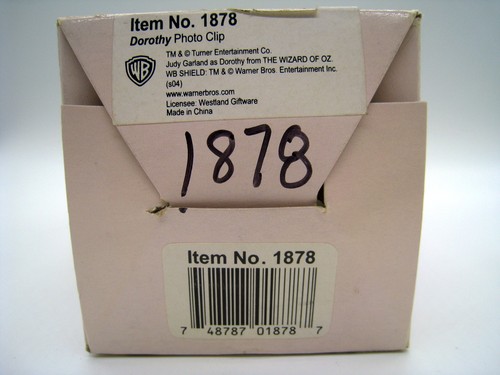 Item No. 1878
Dorothy Photo Clip
TM & © Turner Entertainment Co.
Judy Garland as Dorothy from THE WIZARD OF OZ.
WB SHIELD: TM & © Warner Bros. Entertainment Inc.
(s04)
www.warnerbros.com
Licensee: Westland Giftware
Made in China
WB
1878
Item No. 1878
7 48787 01878 7